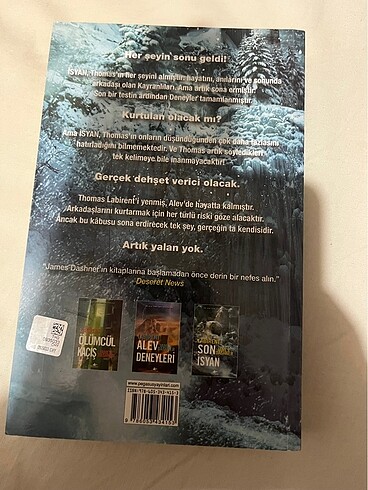 Her şeyin sonu geldi!
İSYAN, Thomas'ın her şeyini almıştır: hayatını, anılarını ve sonunda
arkadaşı olan Kayranlıları. Ama artık sona ermiştir.
Son bir testin ardından Deneyler tamamlanmıştır.
Kurtulan olacak mı?
Ama İSYAN, Thomas'ın onların düşündüğünden çok daha fazlasını
hatırladığını bilmemektedir. Ve Thomas artık söyledikleri
tek kelimeye bile inanmayacaktır!
Gerçek dehşet verici olacak.
Thomas Labirent'i yenmiş, Alev'de hayatta kalmıştır.
Arkadaşlarını kurtarmak için her türlü riski göze alacaktır.
Ancak bu kâbusu sona erdirecek tek şey, gerçeğin ta kendisidir.
Artık yalan yok.
"James Dashner'ın kitaplarına başlamadan önce derin bir nefes alın."
Deseret News
ÖLÜMCÜL
KAÇIŞ
ALEV
DENEYLERİ
SON
İSYAN
www.pegasusyayinlari.com